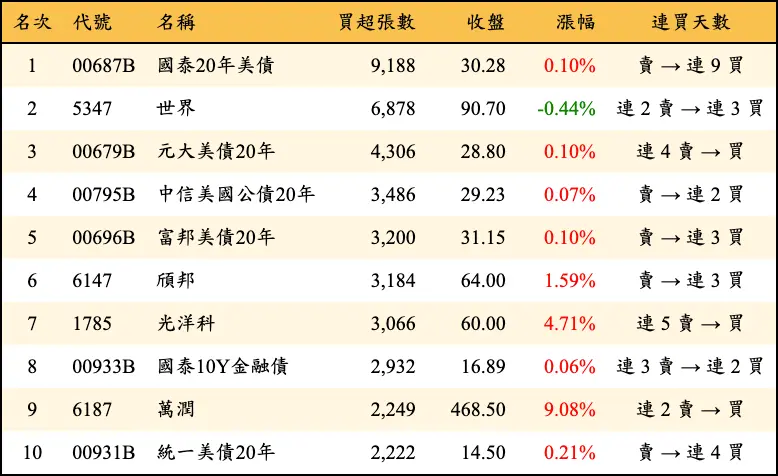 名次 代號 名稱 買超張數 收盤 漲幅 連買天數
1 00687B 國泰20年美債 9,188 30.28 0.10% 賣 → 連 9 買
2 5347 世界 6,878 90.70 -0.44% 連 2 賣 → 連 3 買
3 00679B 元大美債20年 4,306 28.80 0.10% 連 4 賣 → 買
4 00795B 中信美國公債20年 3,486 29.23 0.07% 賣 → 連 2 買
5 00696B 富邦美債20年 3,200 31.15 0.10% 賣 → 連 3 買
6 6147 頎邦 3,184 64.00 1.59% 賣 → 連 3 買
7 1785 光洋科 3,066 60.00 4.71% 連 5 賣 → 買
8 00933B 國泰10Y金融債 2,932 16.89 0.06% 連 3 賣 → 連 2 買
9 6187 萬潤 2,249 468.50 9.08% 連 2 賣 → 買
10 00931B 統一美債20年 2,222 14.50 0.21% 賣 → 連 4 買